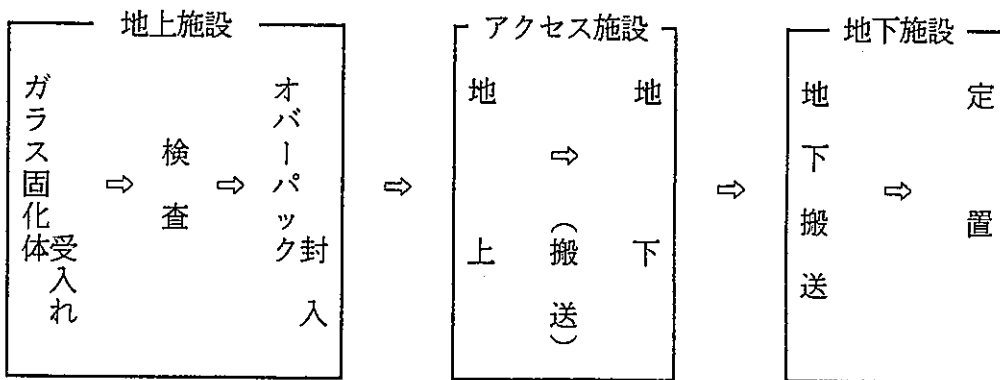 地上施設
ガラス固化体
受入れ
⇨
検査
⇨
オバーパック
封入
⇨
アクセス施設
地上
⇨
（搬送）
地下
⇨
地下施設
地下搬送
⇨
定置